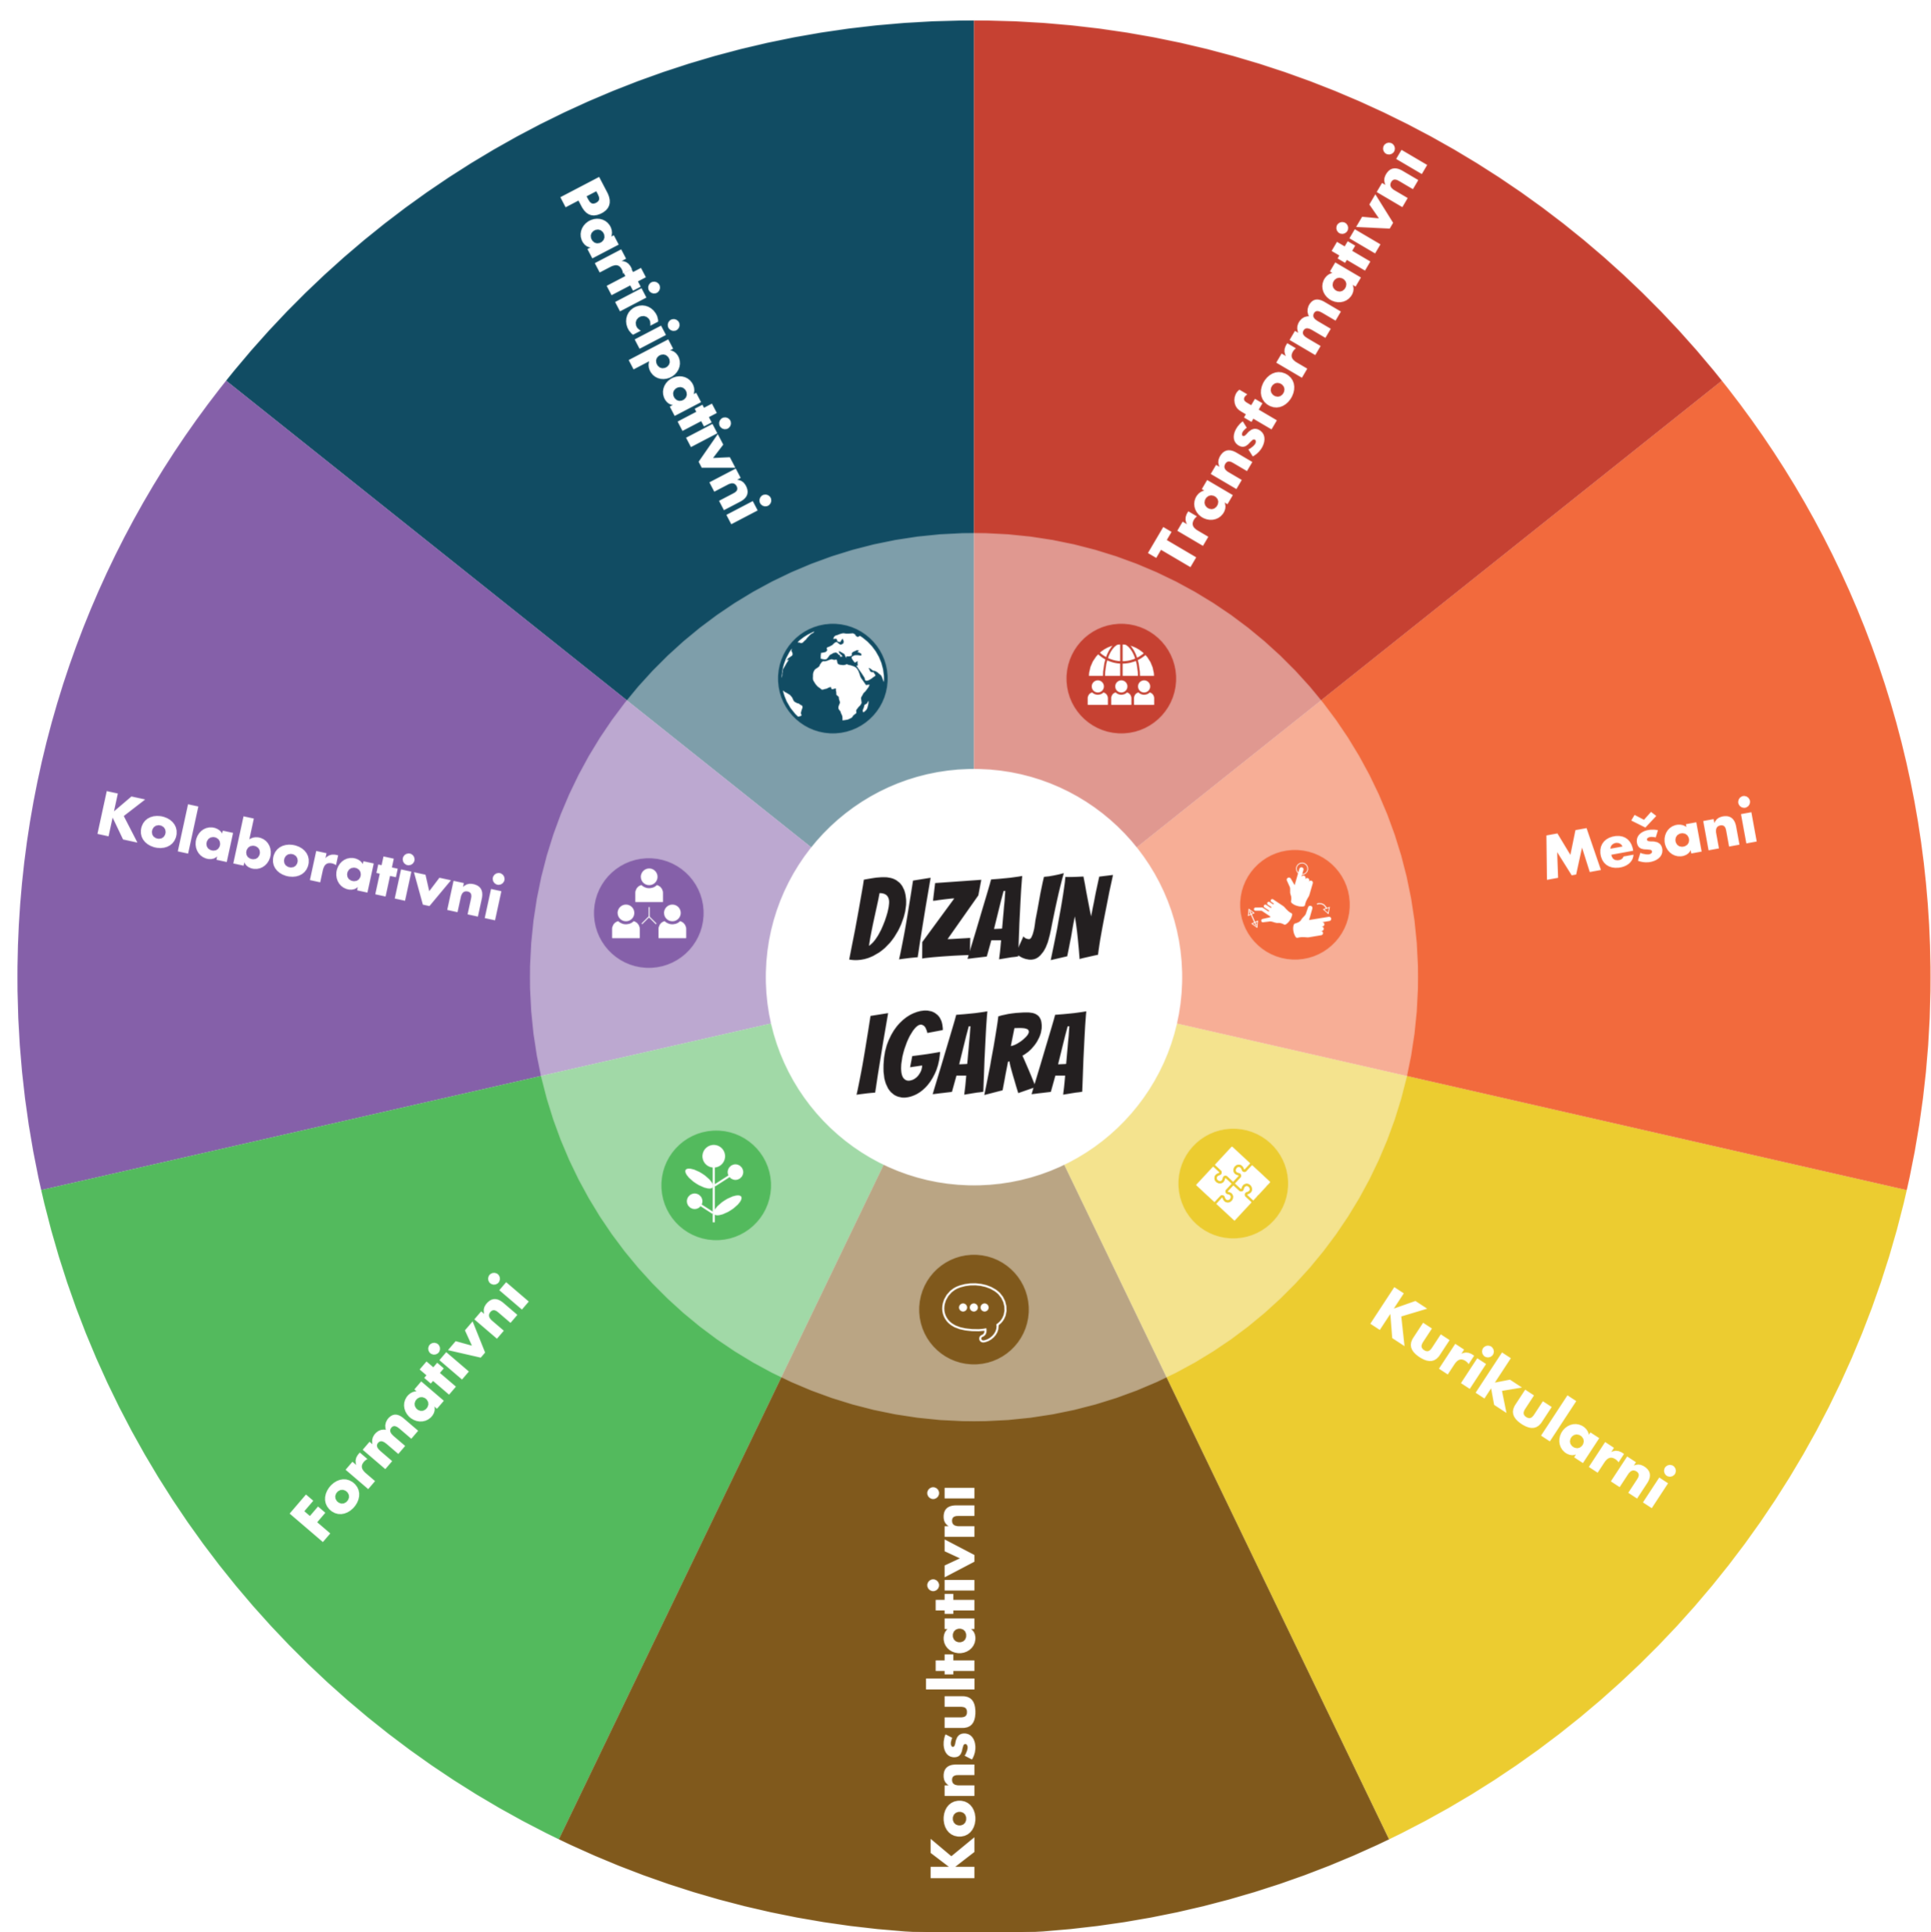 DIZAJN
IGARA
Transformativni
Mešani
Kurikularni
Konsultativni
Formativni
Kolaborativni
Participativni